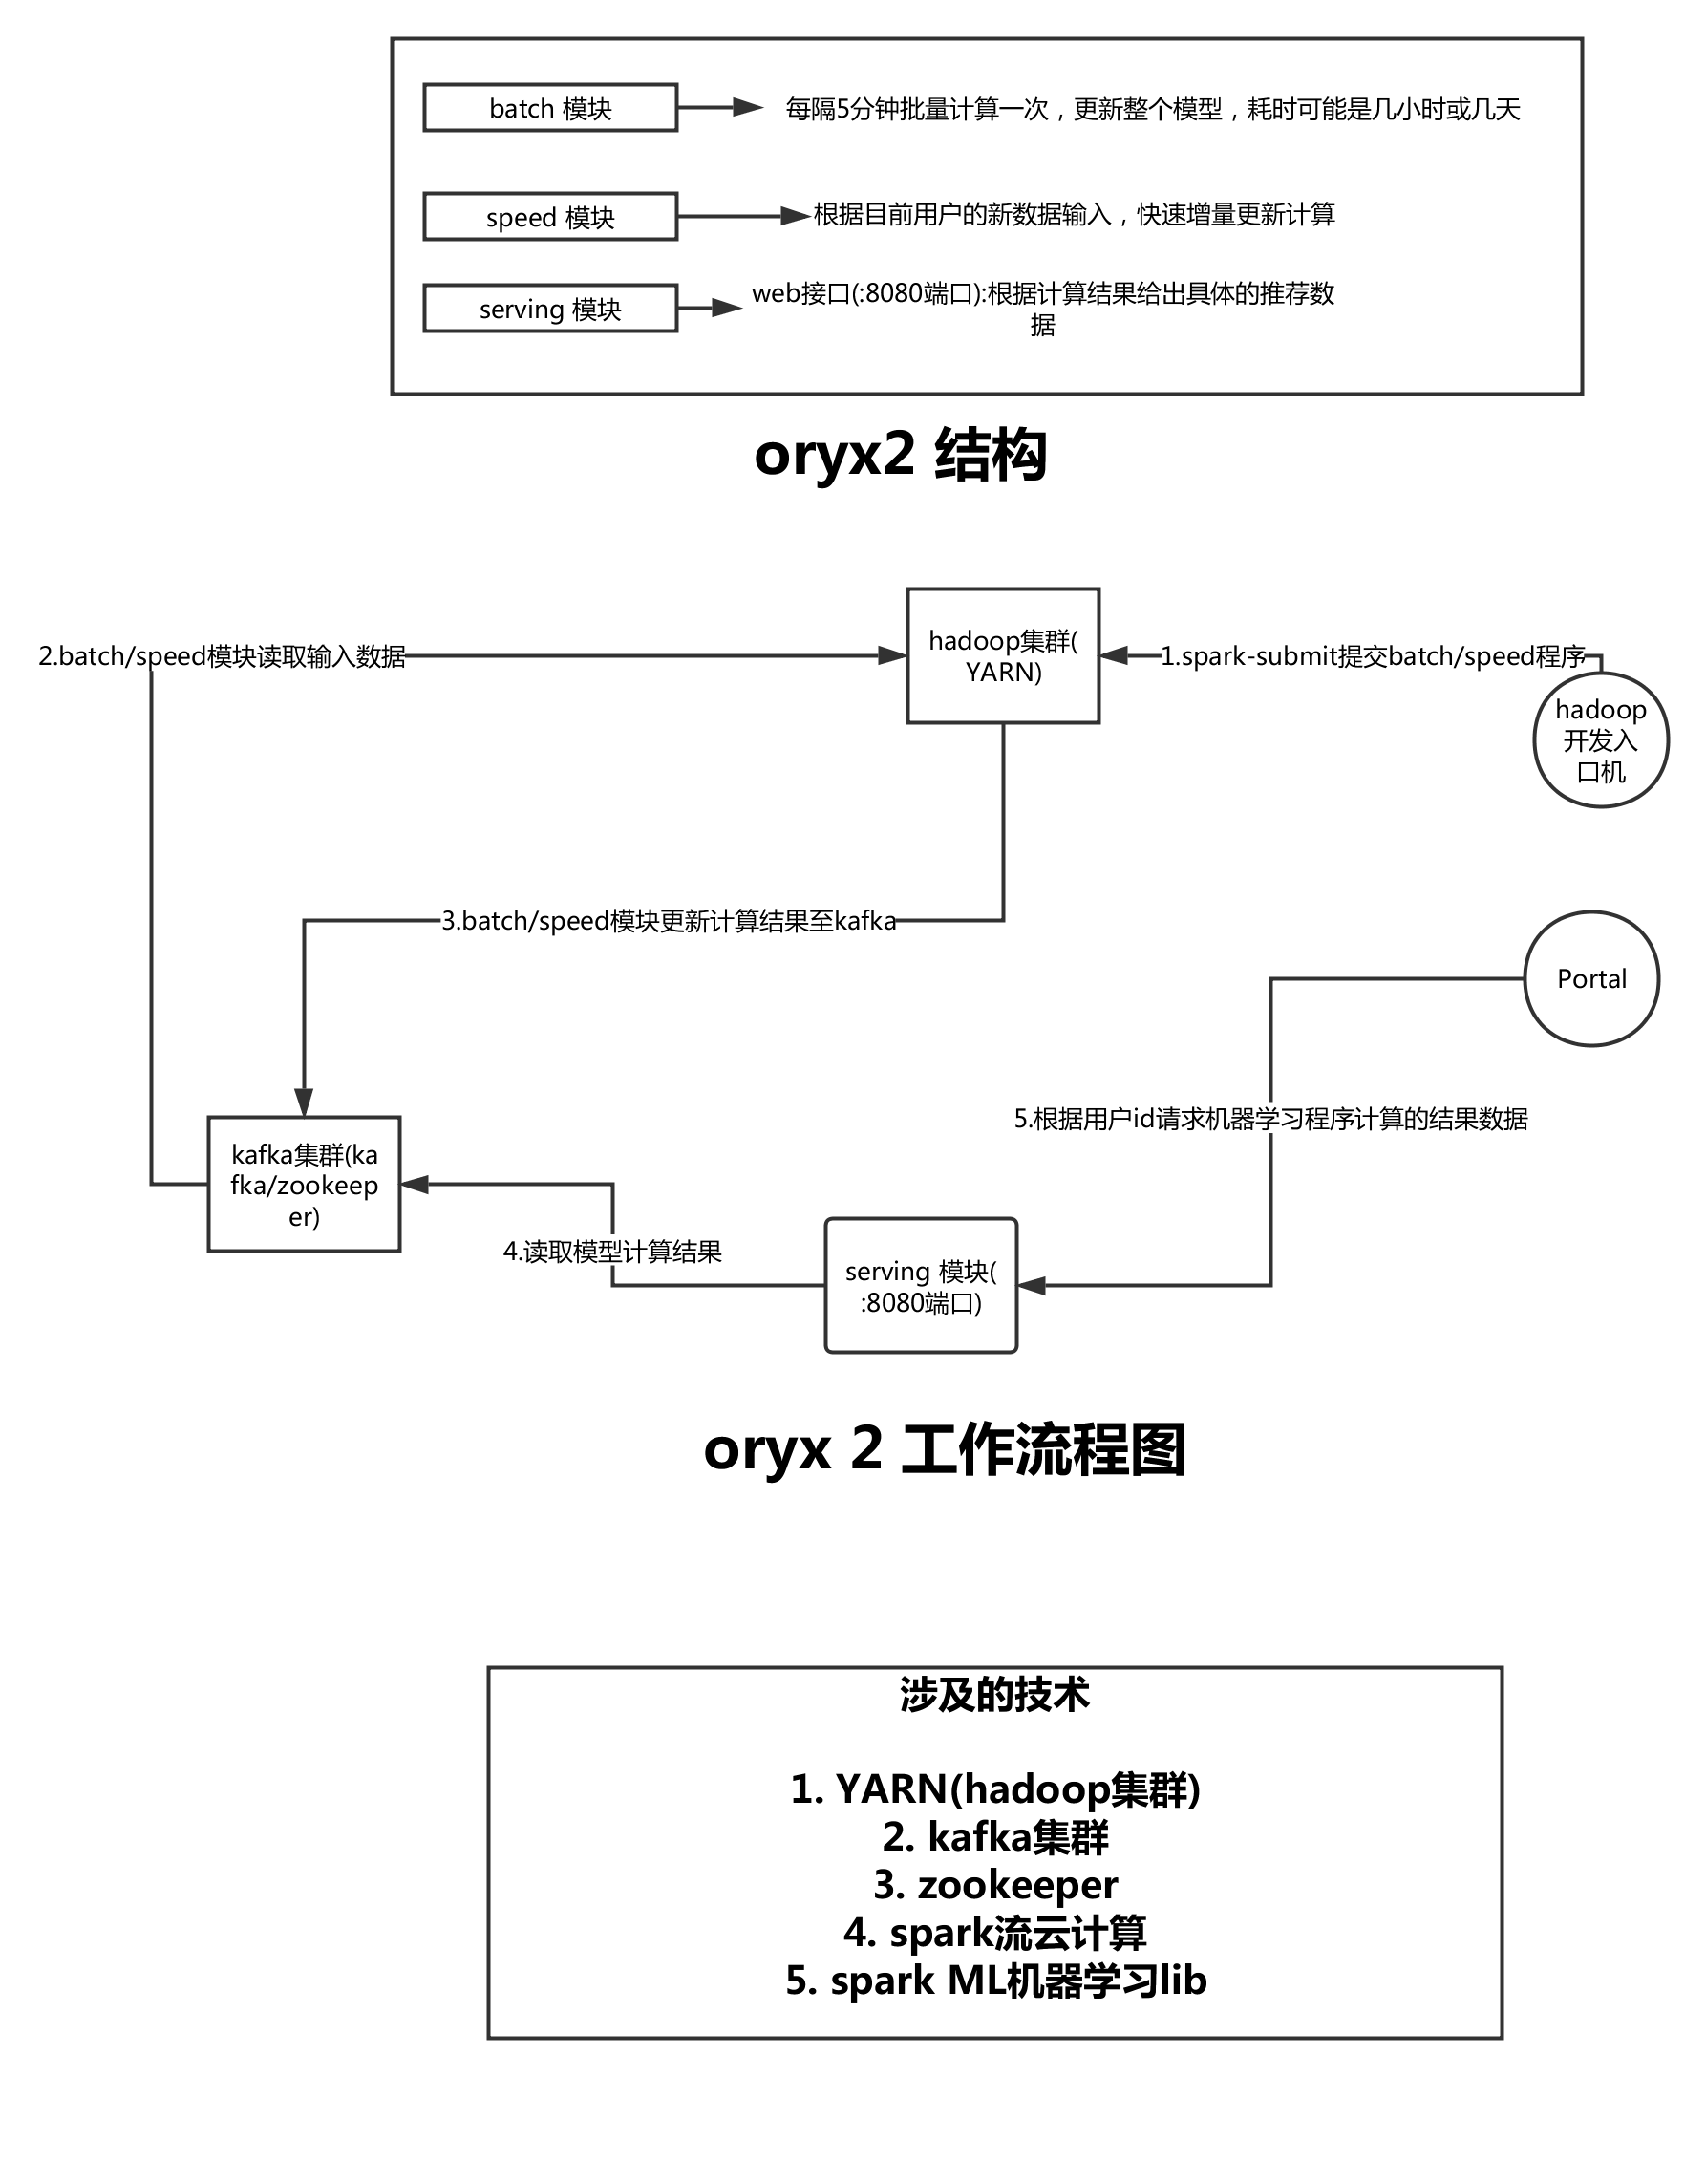 batch 模块
每隔5分钟批量计算一次，更新整个模型，耗时可能是几小时或几天
speed 模块
根据目前用户的新数据输入，快速增量更新计算
serving 模块
web接口(:8080端口):根据计算结果给出具体的推荐数
据
oryx2 结构
hadoop集群(
YARN)
2.batch/speed模块读取输入数据
1.spark-submit提交batch/speed程序
hadoop
开发入
口机
3.batch/speed模块更新计算结果至kafka
Portal
5.根据用户id请求机器学习程序计算的结果数据
kafka集群(ka
fka/zookeep
er)
4.读取模型计算结果
serving 模块(
:8080端口)
oryx 2 工作流程图
涉及的技术
1. YARN(hadoop集群)
2. kafka集群
3. zookeeper
4. spark流云计算
5. spark ML机器学习lib